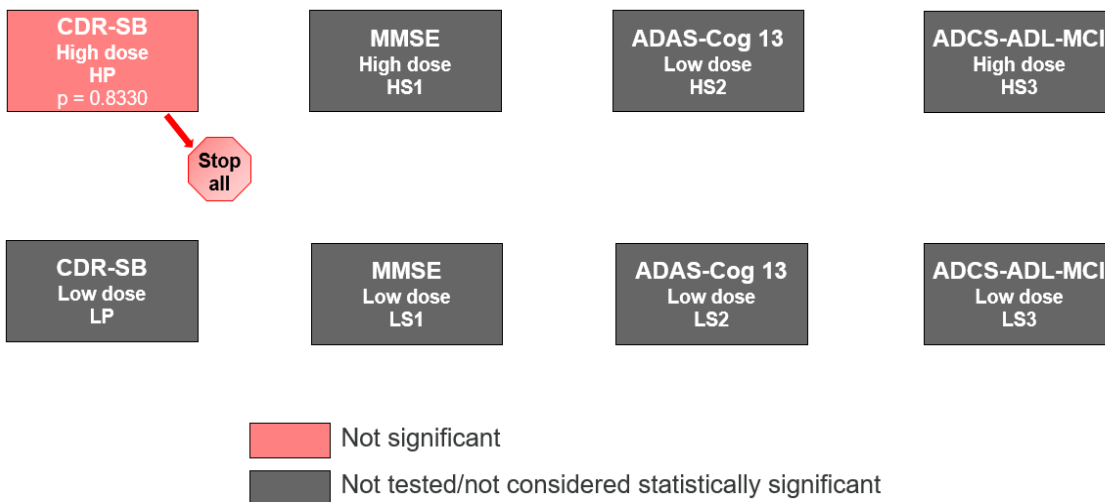 CDR-SB
High dose
HP
p = 0.8330
MMSE
High dose
HS1
ADAS-Cog 13
Low dose
HS2
ADCS-ADL-MCI
High dose
HS3
Stop
all
CDR-SB
Low dose
LP
MMSE
Low dose
LS1
ADAS-Cog 13
Low dose
LS2
ADCS-ADL-MCI
Low dose
LS3
Not significant
Not tested/not considered statistically significant